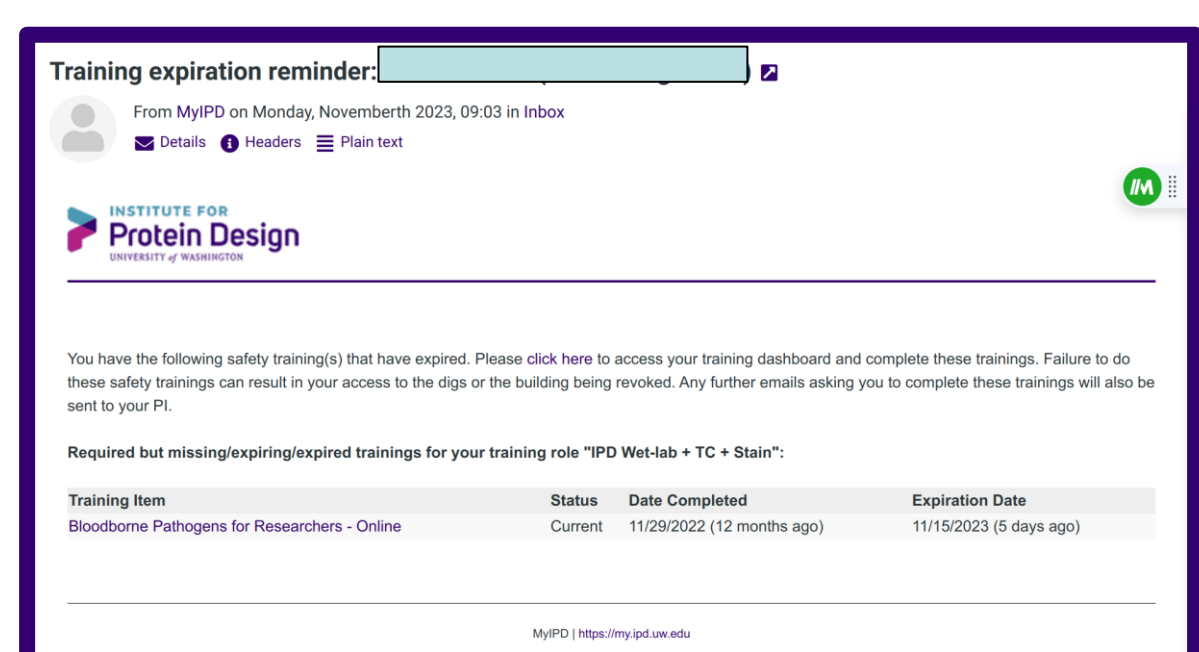 Training expiration reminder:
From MyIPD on Monday, Novemberth 2023, 09:03 in Inbox
Details Headers Plain text
INSTITUTE FOR
Protein Design
UNIVERSITY of WASHINGTON
You have the following safety training(s) that have expired. Please click here to access your training dashboard and complete these trainings. Failure to do
these safety trainings can result in your access to the digs or the building being revoked. Any further emails asking you to complete these trainings will also be
sent to your PI.
Required but missing/expiring/expired trainings for your training role "IPD Wet-lab + TC + Stain":
Training Item Status Date Completed Expiration Date
Bloodborne Pathogens for Researchers - Online Current 11/29/2022 (12 months ago) 11/15/2023 (5 days ago)
MyIPD | https://my.ipd.uw.edu